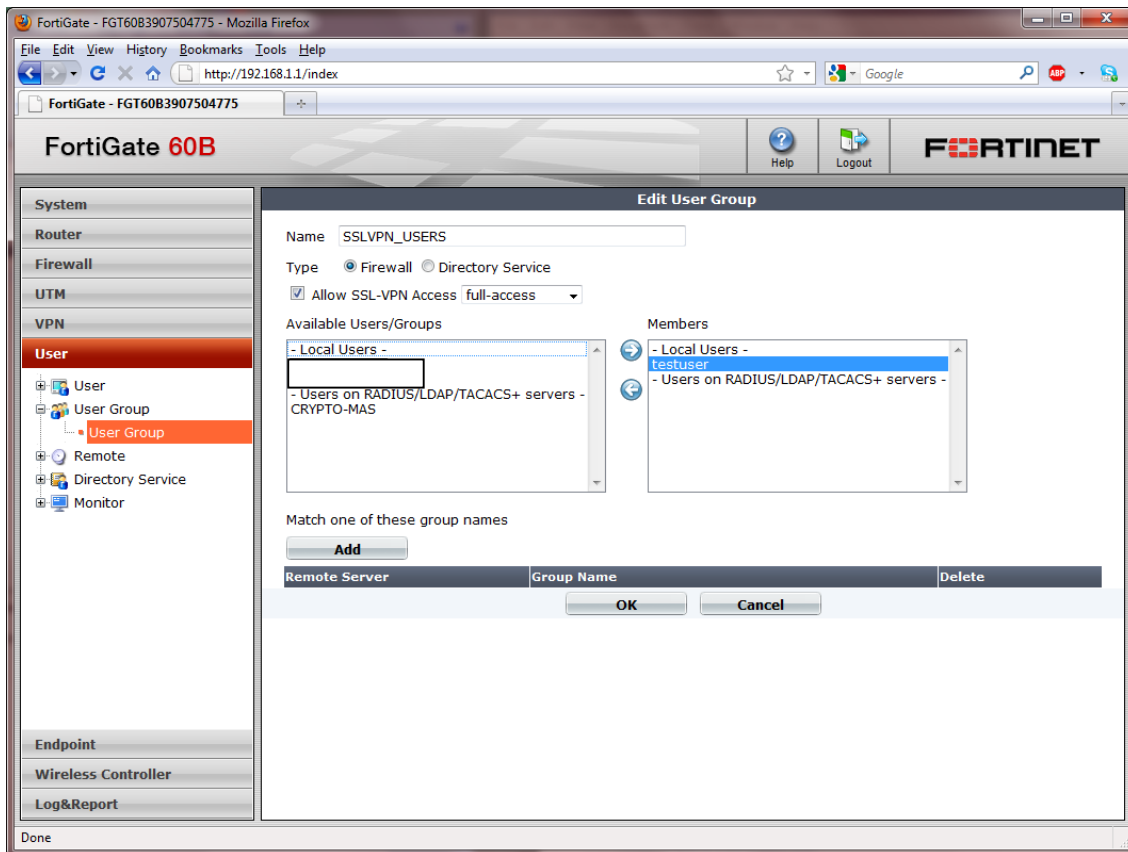 FortiGate - FGT60B3907504775 - Mozilla Firefox
File Edit View History Bookmarks Tools Help
http://192.168.1.1/index
Google
ABP
FortiGate - FGT60B3907504775
FortiGate 60B
Help
Logout
FORTINET
System
Router
Firewall
UTM
VPN
User
User
User Group
User Group
Remote
Directory Service
Monitor
Endpoint
Wireless Controller
Log&Report
Edit User Group
Name SSLVPN_USERS
Type Firewall Directory Service
Allow SSL-VPN Access full-access
Available Users/Groups
- Local Users -
- Users on RADIUS/LDAP/TACACS+ servers -
CRYPTO-MAS
Members
- Local Users -
testuser
- Users on RADIUS/LDAP/TACACS+ servers -
Match one of these group names
Add
Remote Server Group Name Delete
OK Cancel
Done